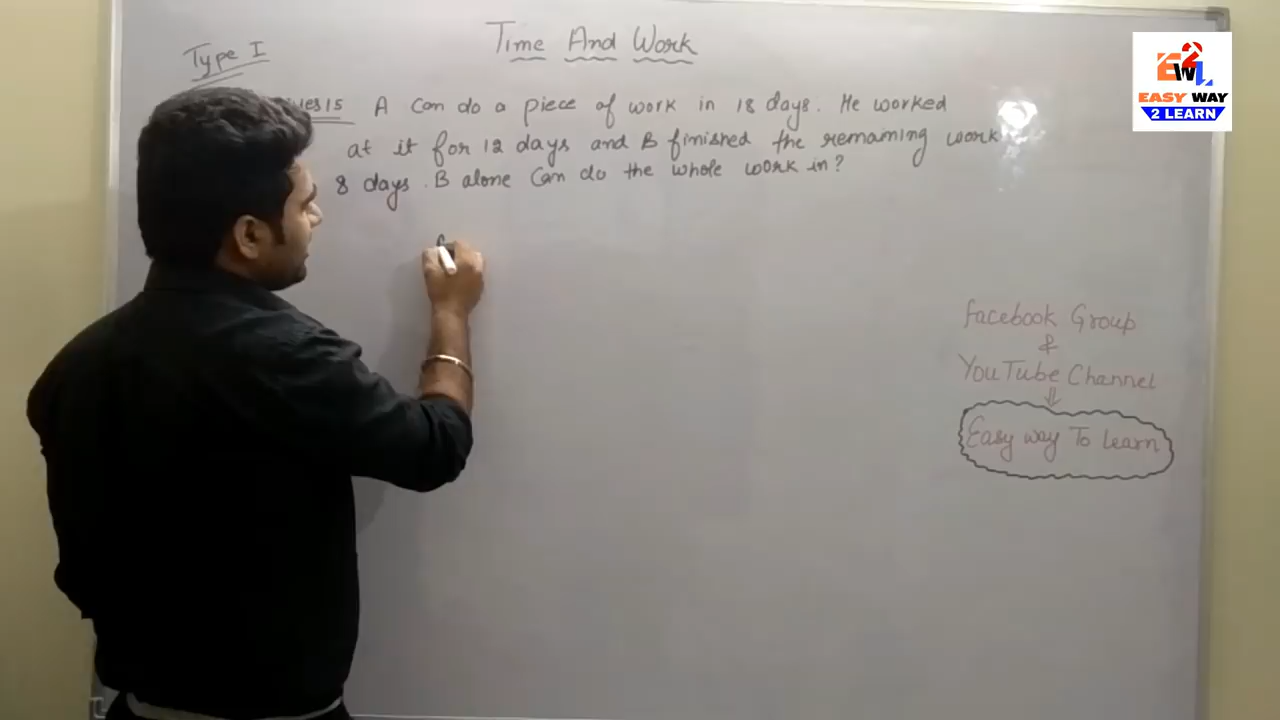 Type I
Time And Work
Ques 15 A Can do a piece of work in 18 days. He worked
at it for 12 days and B finished the remaining work
8 days. B alone Can do the whole work in?
E2WL
EASY WAY
2 LEARN
facebook Group
&
YouTube Channel
⇓
Easy way To Learn